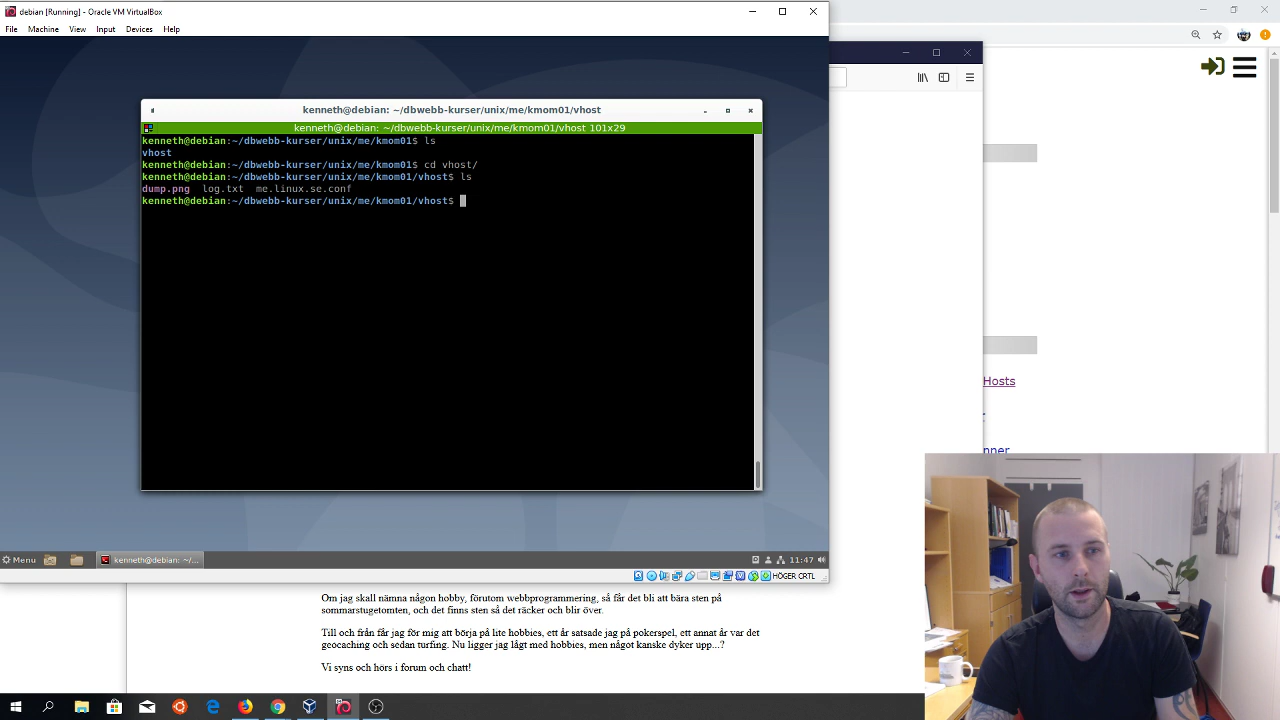 debian [Running] - Oracle VM VirtualBox
File Machine View Input Devices Help
kenneth@debian: ~/dbwebb-kurser/unix/me/kmom01/vhost
kenneth@debian: ~/dbwebb-kurser/unix/me/kmom01/vhost 101x29
kenneth@debian:~/dbwebb-kurser/unix/me/kmom01$ ls
vhost
kenneth@debian:~/dbwebb-kurser/unix/me/kmom01$ cd vhost/
kenneth@debian:~/dbwebb-kurser/unix/me/kmom01/vhost$ ls
dump.png log.txt me.linux.se.conf
kenneth@debian:~/dbwebb-kurser/unix/me/kmom01/vhost$
Hosts
nner
Menu
kenneth@debian: ~/...
11:47
HÖGER CRTL
Om jag skall nämna någon hobby, förutom webbprogrammering, så får det bli att bära sten på
sommarstugetomten, och det finns sten så det räcker och blir över.
Till och från får jag för mig att börja på lite hobbies, ett år satsade jag på pokerspel, ett annat år var det
geocaching och sedan turfing. Nu ligger jag lågt med hobbies, men något kanske dyker upp...?
Vi syns och hörs i forum och chatt!